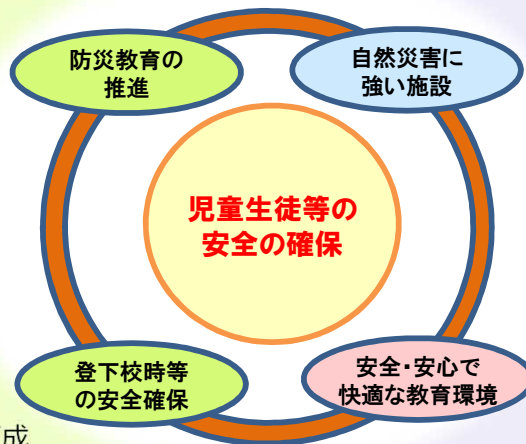 防災教育の
推進
自然災害に
強い施設
児童生徒等の
安全の確保
登下校時等
の安全確保
安全・安心で
快適な教育環境
成